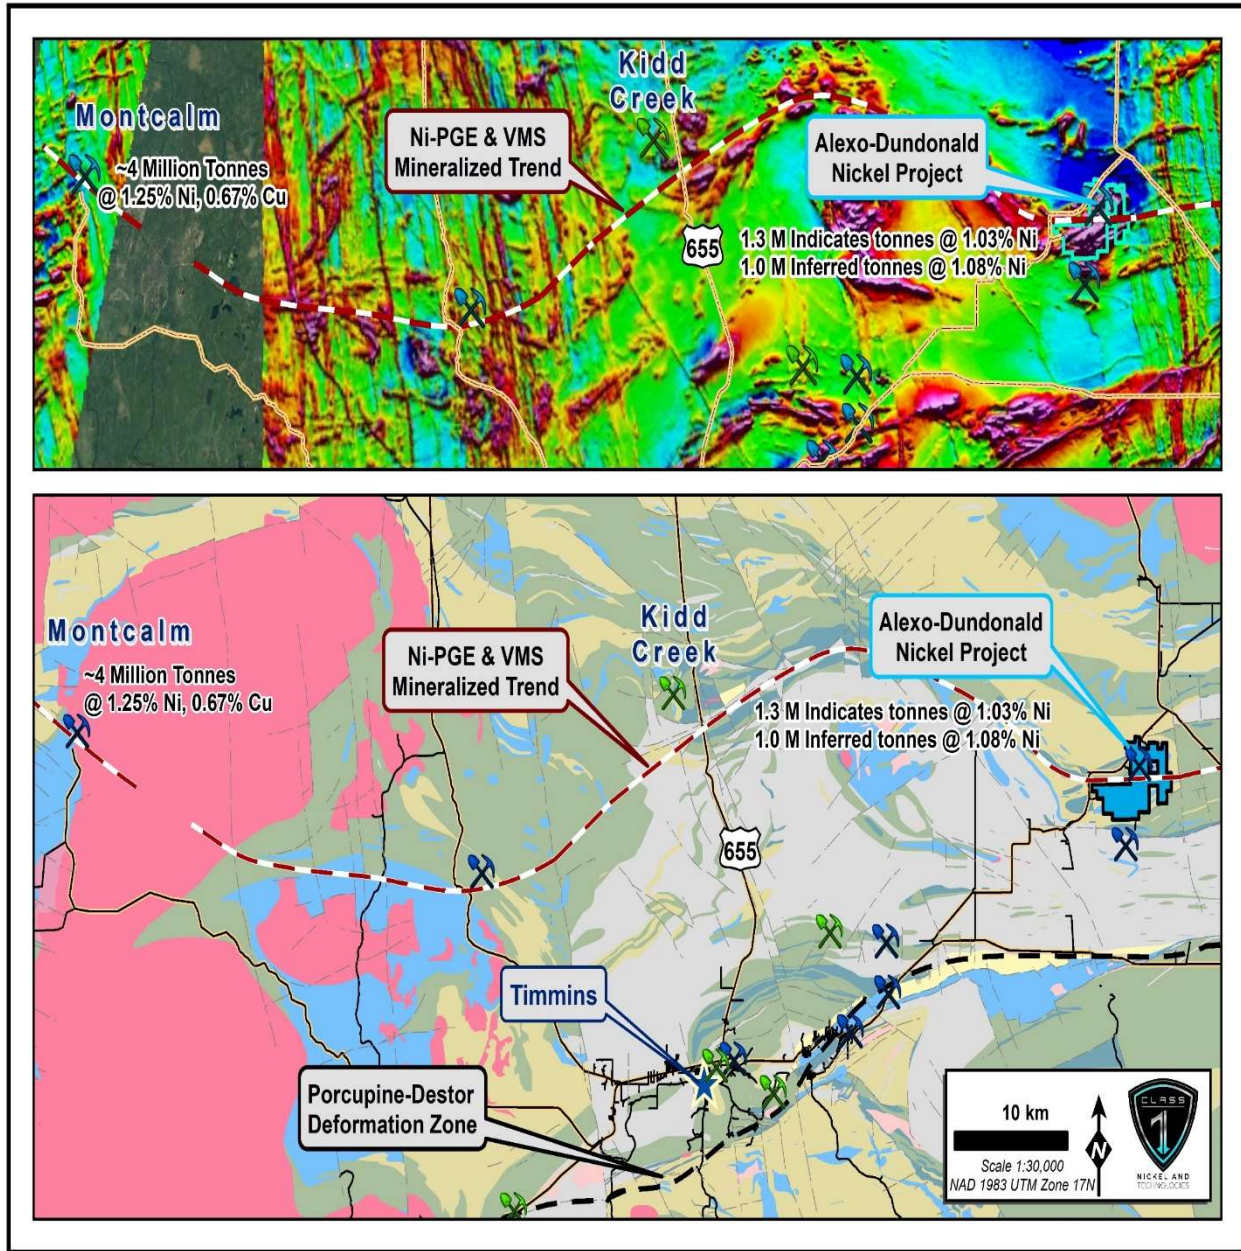 Montcalm
~4 Million Tonnes
@ 1.25% Ni, 0.67% Cu
Ni-PGE & VMS
Mineralized Trend
Kidd
Creek
Alexo-Dundonald
Nickel Project
655
1.3 M Indicates tonnes @ 1.03% Ni
1.0 M Inferred tonnes @ 1.08% Ni
Montcalm
~4 Million Tonnes
@ 1.25% Ni, 0.67% Cu
Ni-PGE & VMS
Mineralized Trend
Kidd
Creek
Alexo-Dundonald
Nickel Project
1.3 M Indicates tonnes @ 1.03% Ni
1.0 M Inferred tonnes @ 1.08% Ni
655
Timmins
Porcupine-Destor
Deformation Zone
10 km
Scale 1:30,000
NAD 1983 UTM Zone 17N
N
CLASS
1
NICKEL AND
TECHNOLOGIES